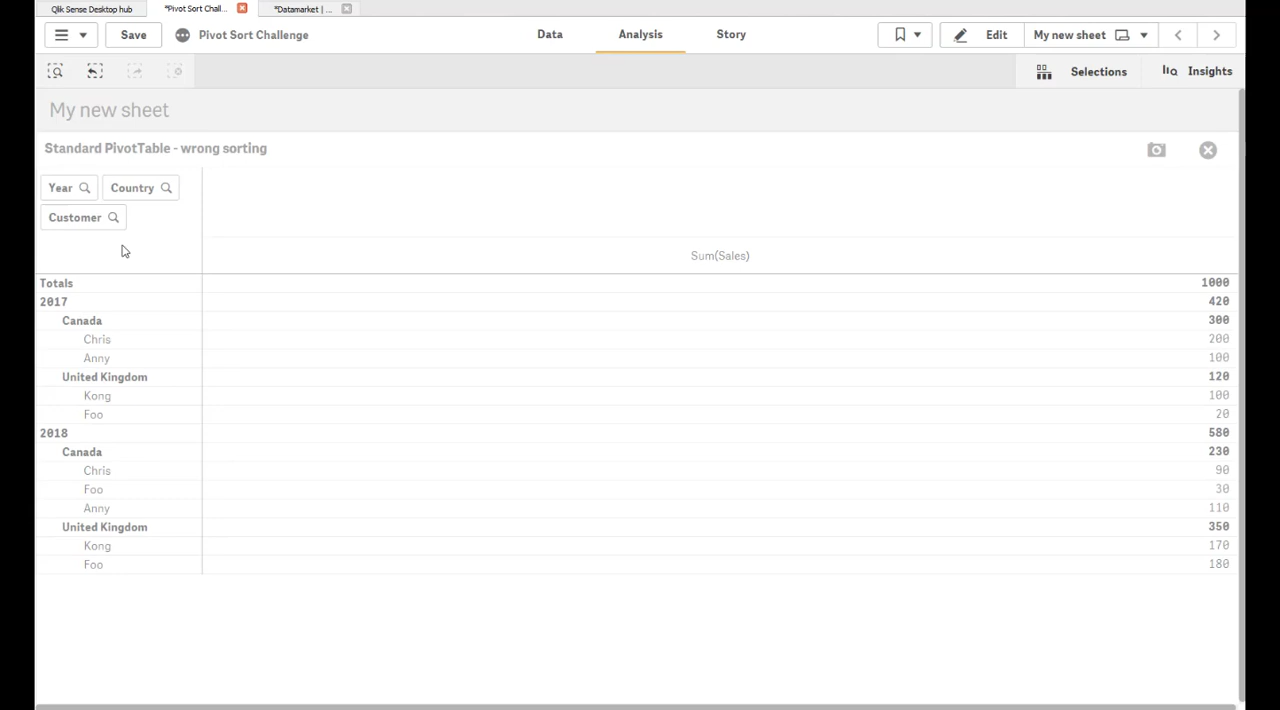 Qlik Sense Desktop hub *Pivot Sort Chall... *Datamarket | ...
Save Pivot Sort Challenge Data Analysis Story Edit My new sheet
Selections Insights
My new sheet
Standard PivotTable - wrong sorting
Year Country
Customer
Sum(Sales)
Totals 1000
2017 420
Canada 300
Chris 200
Anny 100
United Kingdom 120
Kong 100
Foo 20
2018 580
Canada 230
Chris 90
Foo 30
Anny 110
United Kingdom 350
Kong 170
Foo 180